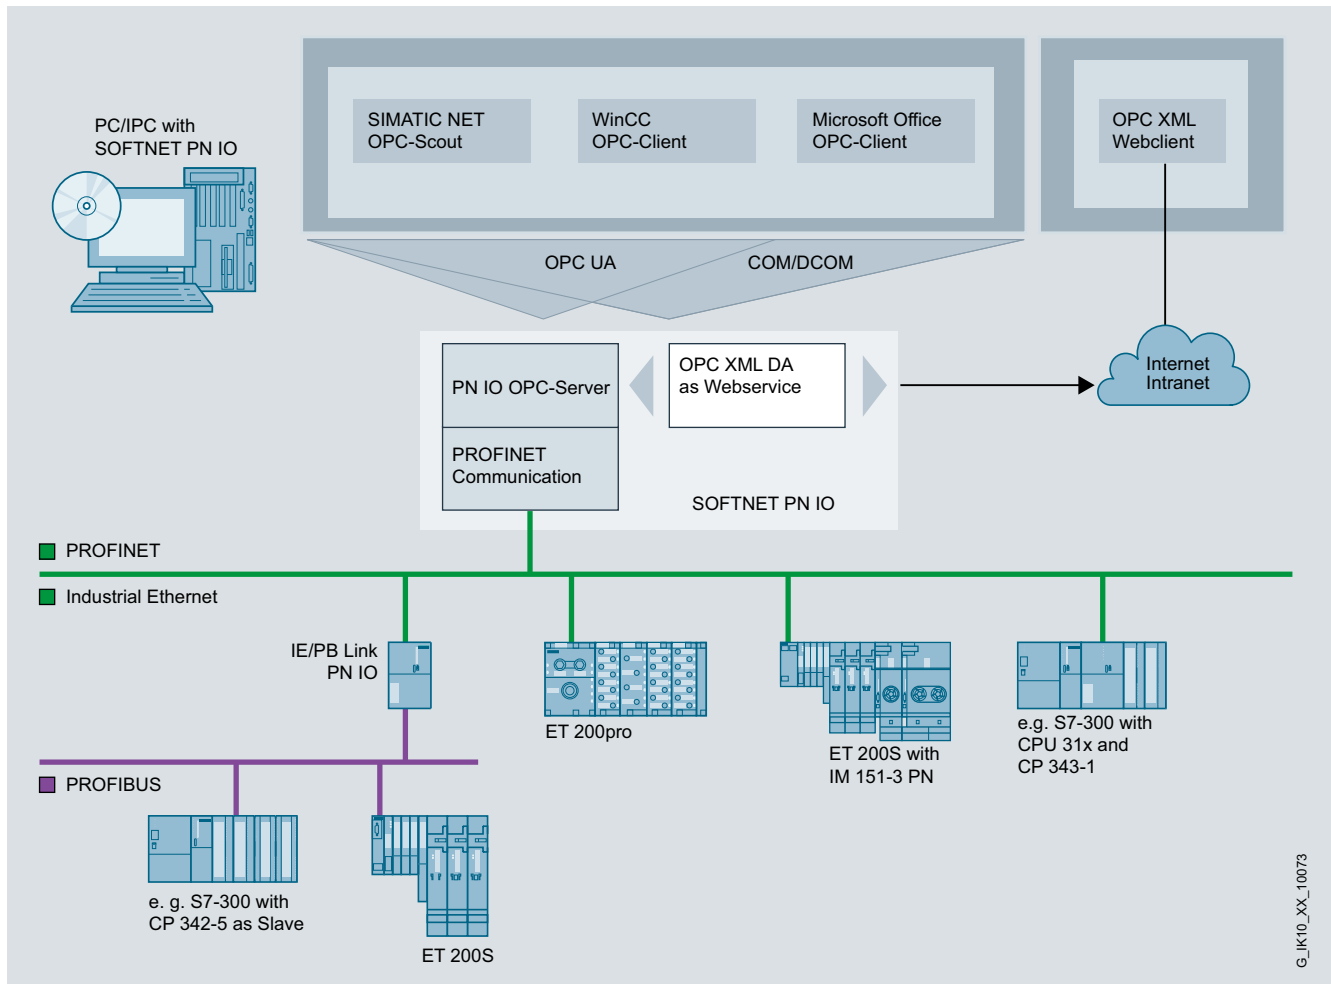 PC/IPC with
SOFTNET PN IO
SIMATIC NET
OPC-Scout
WinCC
OPC-Client
Microsoft Office
OPC-Client
OPC XML
Webclient
OPC UA
COM/DCOM
PN IO OPC-Server
OPC XML DA
as Webservice
Internet
Intranet
PROFINET
Communication
SOFTNET PN IO
PROFINET
Industrial Ethernet
IE/PB Link
PN IO
ET 200pro
ET 200S with
IM 151-3 PN
e.g. S7-300 with
CPU 31x and
CP 343-1
PROFIBUS
e. g. S7-300 with
CP 342-5 as Slave
ET 200S
G_IK10_XX_10073